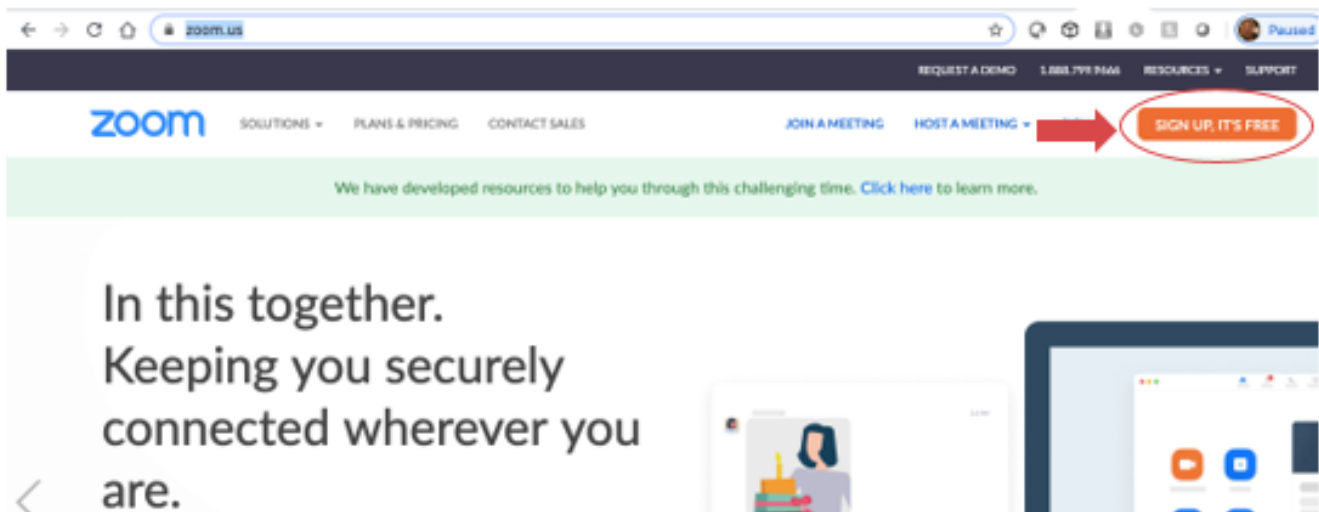 zoom.us
Paused
REQUEST A DEMO 1.888.799.9666 RESOURCES SUPPORT
zoom SOLUTIONS PLANS & PRICING CONTACT SALES JOIN A MEETING HOST A MEETING SIGN UP, IT'S FREE
We have developed resources to help you through this challenging time. Click here to learn more.
In this together.
Keeping you securely
connected wherever you
are.